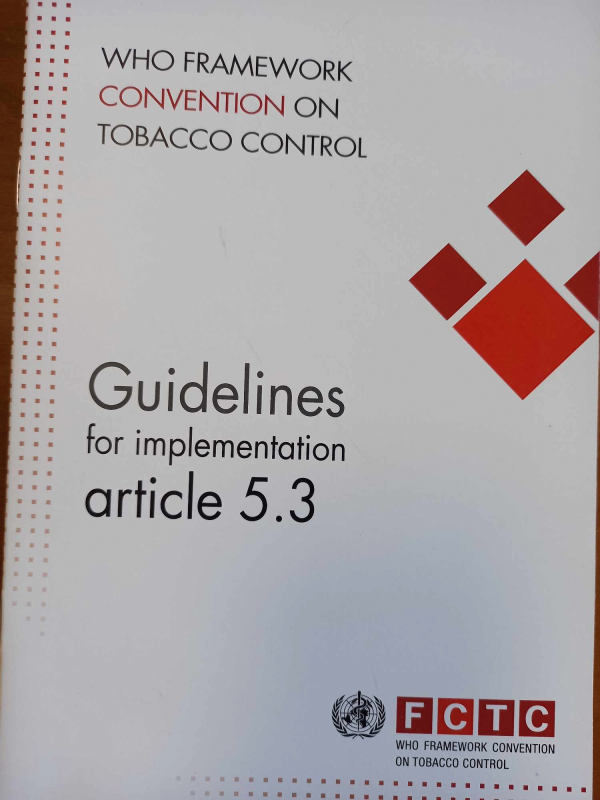 WHO FRAMEWORK
CONVENTION ON
TOBACCO CONTROL
Guidelines
for implementation
article 5.3
FCTC
WHO FRAMEWORK CONVENTION
ON TOBACCO CONTROL